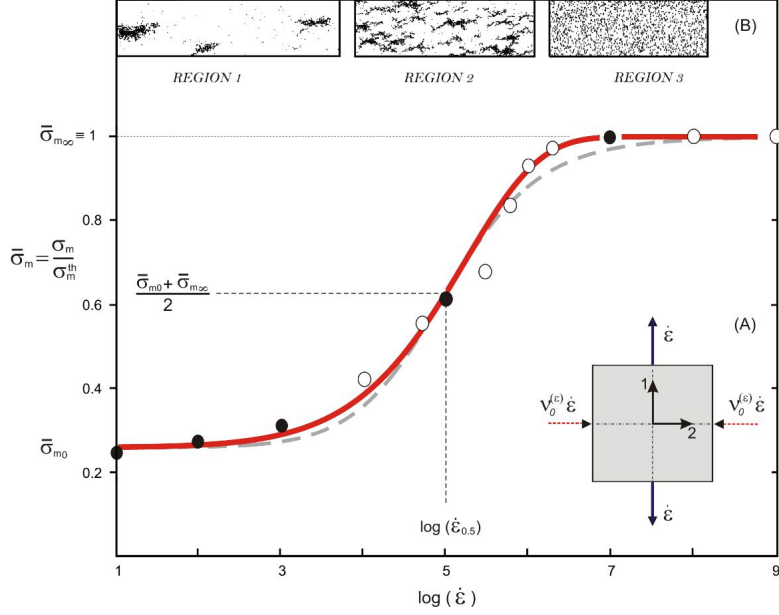 (B)
REGION 1 REGION 2 REGION 3
σ̄m∞ ≡ 1
0.8
σ̄m = σm / σm^th
σ̄m0 + σ̄m∞
2
0.6
0.4
σ̄m0
0.2
(A)
ε̇
ν0^(ε) ε̇ 1 ν0^(ε) ε̇
2
ε̇
log (ε̇0.5)
1 3 5 7 9
log ( ε̇ )